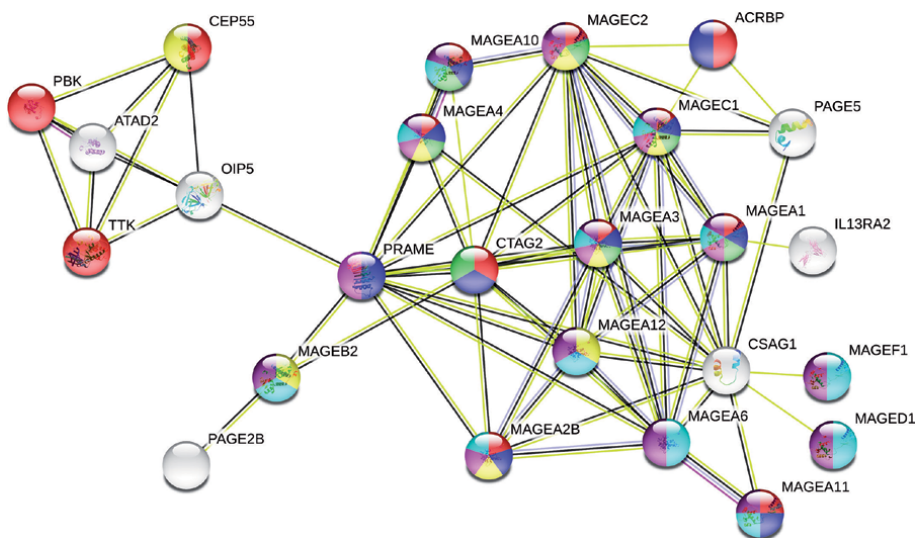 CEP55
ACRBP
MAGEC2
MAGEA10
PBK
MAGEC1
PAGE5
MAGEA4
ATAD2
OIP5
MAGEA3
MAGEA1
IL13RA2
TTK
PRAME
CTAG2
MAGEA12
CSAG1
MAGEF1
MAGEB2
MAGED1
MAGEA2B
MAGEA6
PAGE2B
MAGEA11